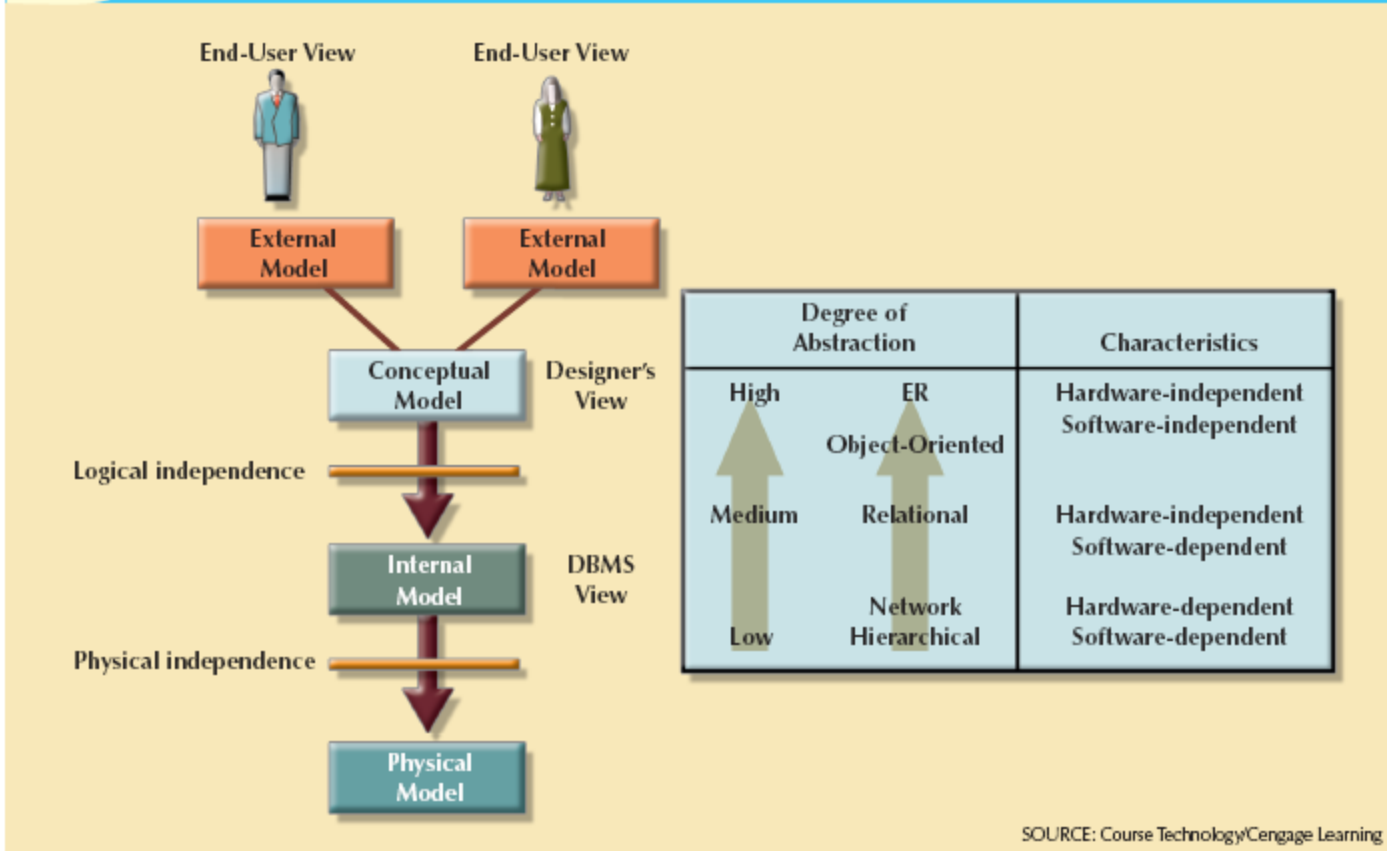 End-User View
End-User View
External
Model
External
Model
Conceptual
Model
Designer's
View
Logical independence
Internal
Model
DBMS
View
Physical independence
Physical
Model
Degree of
Abstraction
Characteristics
High
ER
Hardware-independent
Software-independent
Object-Oriented
Medium
Relational
Hardware-independent
Software-dependent
Low
Network
Hierarchical
Hardware-dependent
Software-dependent
SOURCE: Course Technology/Cengage Learning